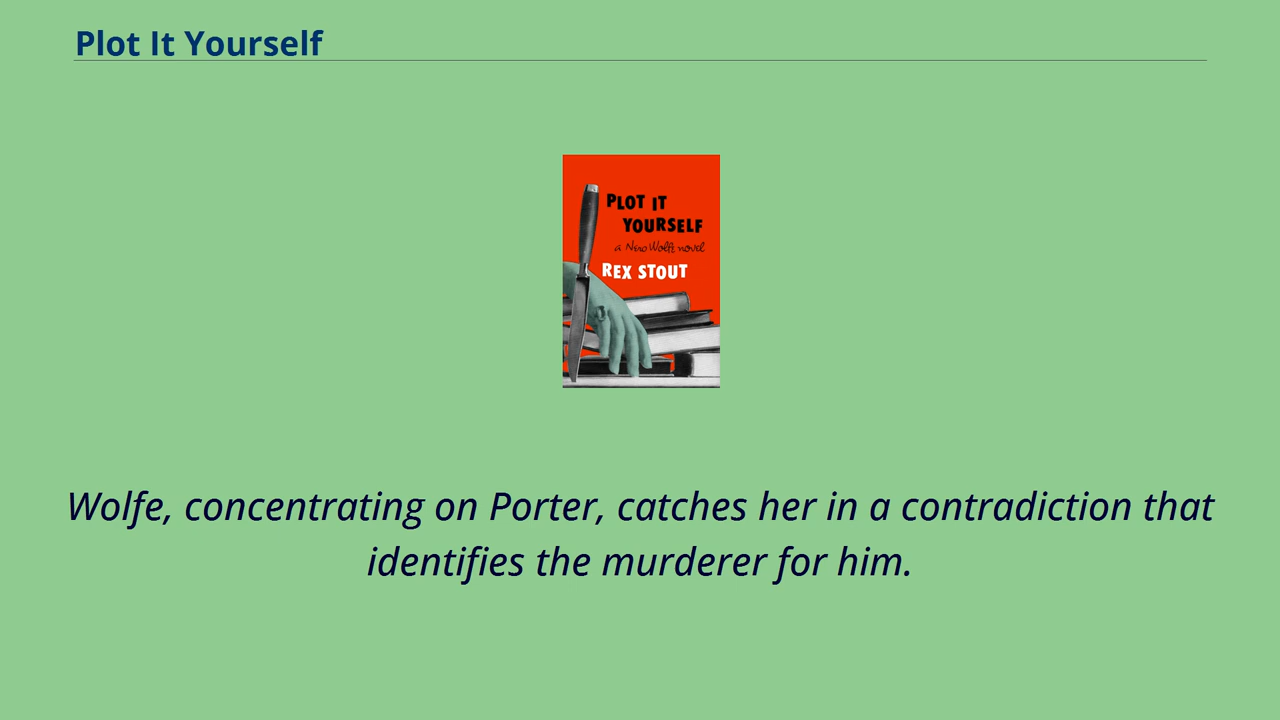 Plot It Yourself
PLOT IT
YOURSELF
a Nero Wolfe novel
REX STOUT
Wolfe, concentrating on Porter, catches her in a contradiction that
identifies the murderer for him.